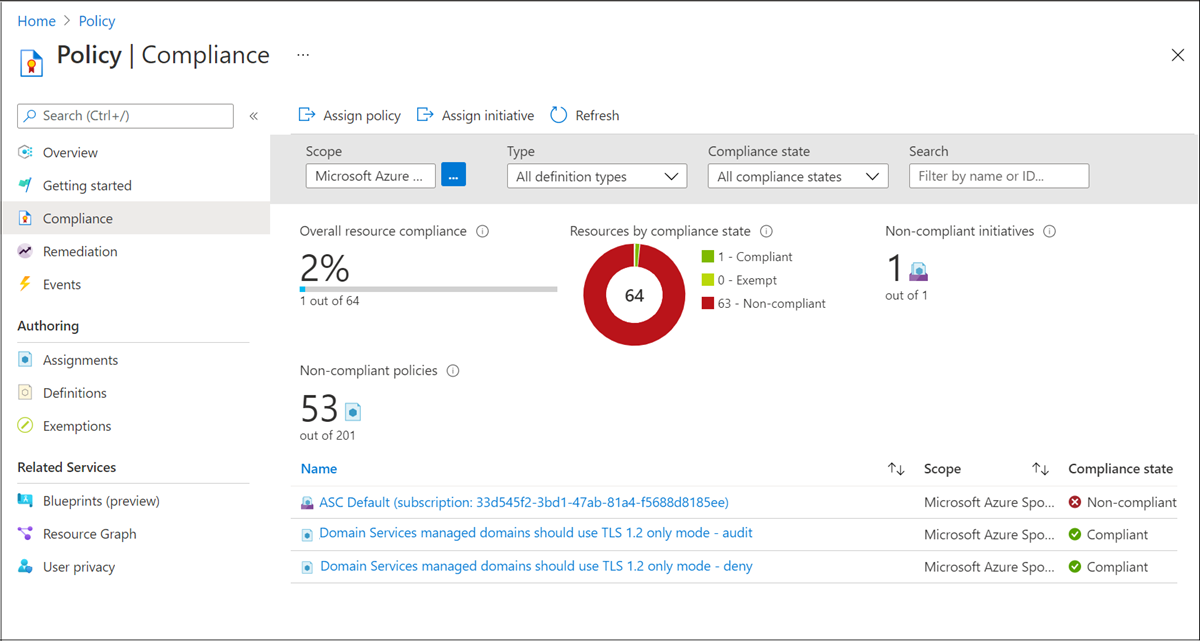 Home > Policy
Policy | Compliance ...
Search (Ctrl+/) «
Overview
Getting started
Compliance
Remediation
Events
Authoring
Assignments
Definitions
Exemptions
Related Services
Blueprints (preview)
Resource Graph
User privacy
Assign policy Assign initiative Refresh
Scope Type Compliance state Search
Microsoft Azure ... ... All definition types All compliance states Filter by name or ID...
Overall resource compliance
2%
1 out of 64
Resources by compliance state
64
1 - Compliant
0 - Exempt
63 - Non-compliant
Non-compliant initiatives
1
out of 1
Non-compliant policies
53
out of 201
Name Scope Compliance state
ASC Default (subscription: 33d545f2-3bd1-47ab-81a4-f5688d8185ee) Microsoft Azure Spo... Non-compliant
Domain Services managed domains should use TLS 1.2 only mode - audit Microsoft Azure Spo... Compliant
Domain Services managed domains should use TLS 1.2 only mode - deny Microsoft Azure Spo... Compliant